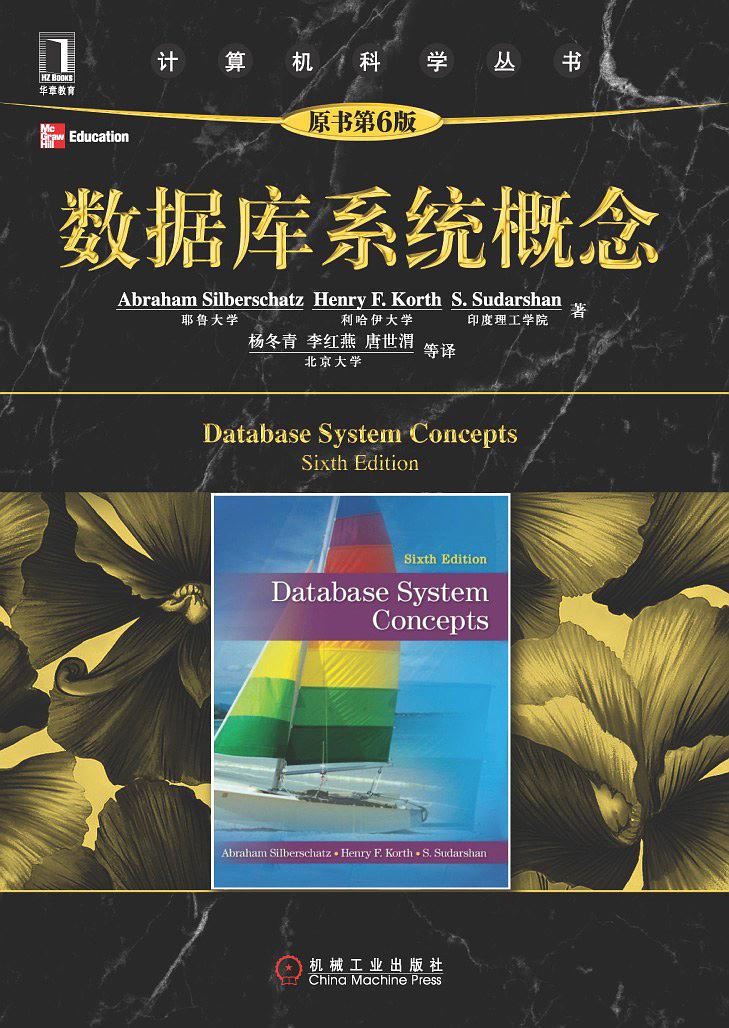 计算机科学丛书
HZ BOOKS
华章教育
Mc
Graw
Hill Education
原书第6版
数据库系统概念
Abraham Silberschatz Henry F. Korth S. Sudarshan 著
耶鲁大学 利哈伊大学 印度理工学院
杨冬青 李红燕 唐世渭 等译
北京大学
Database System Concepts
Sixth Edition
Sixth Edition
Database System
Concepts
Abraham Silberschatz • Henry F. Korth • S. Sudarshan
机械工业出版社
China Machine Press